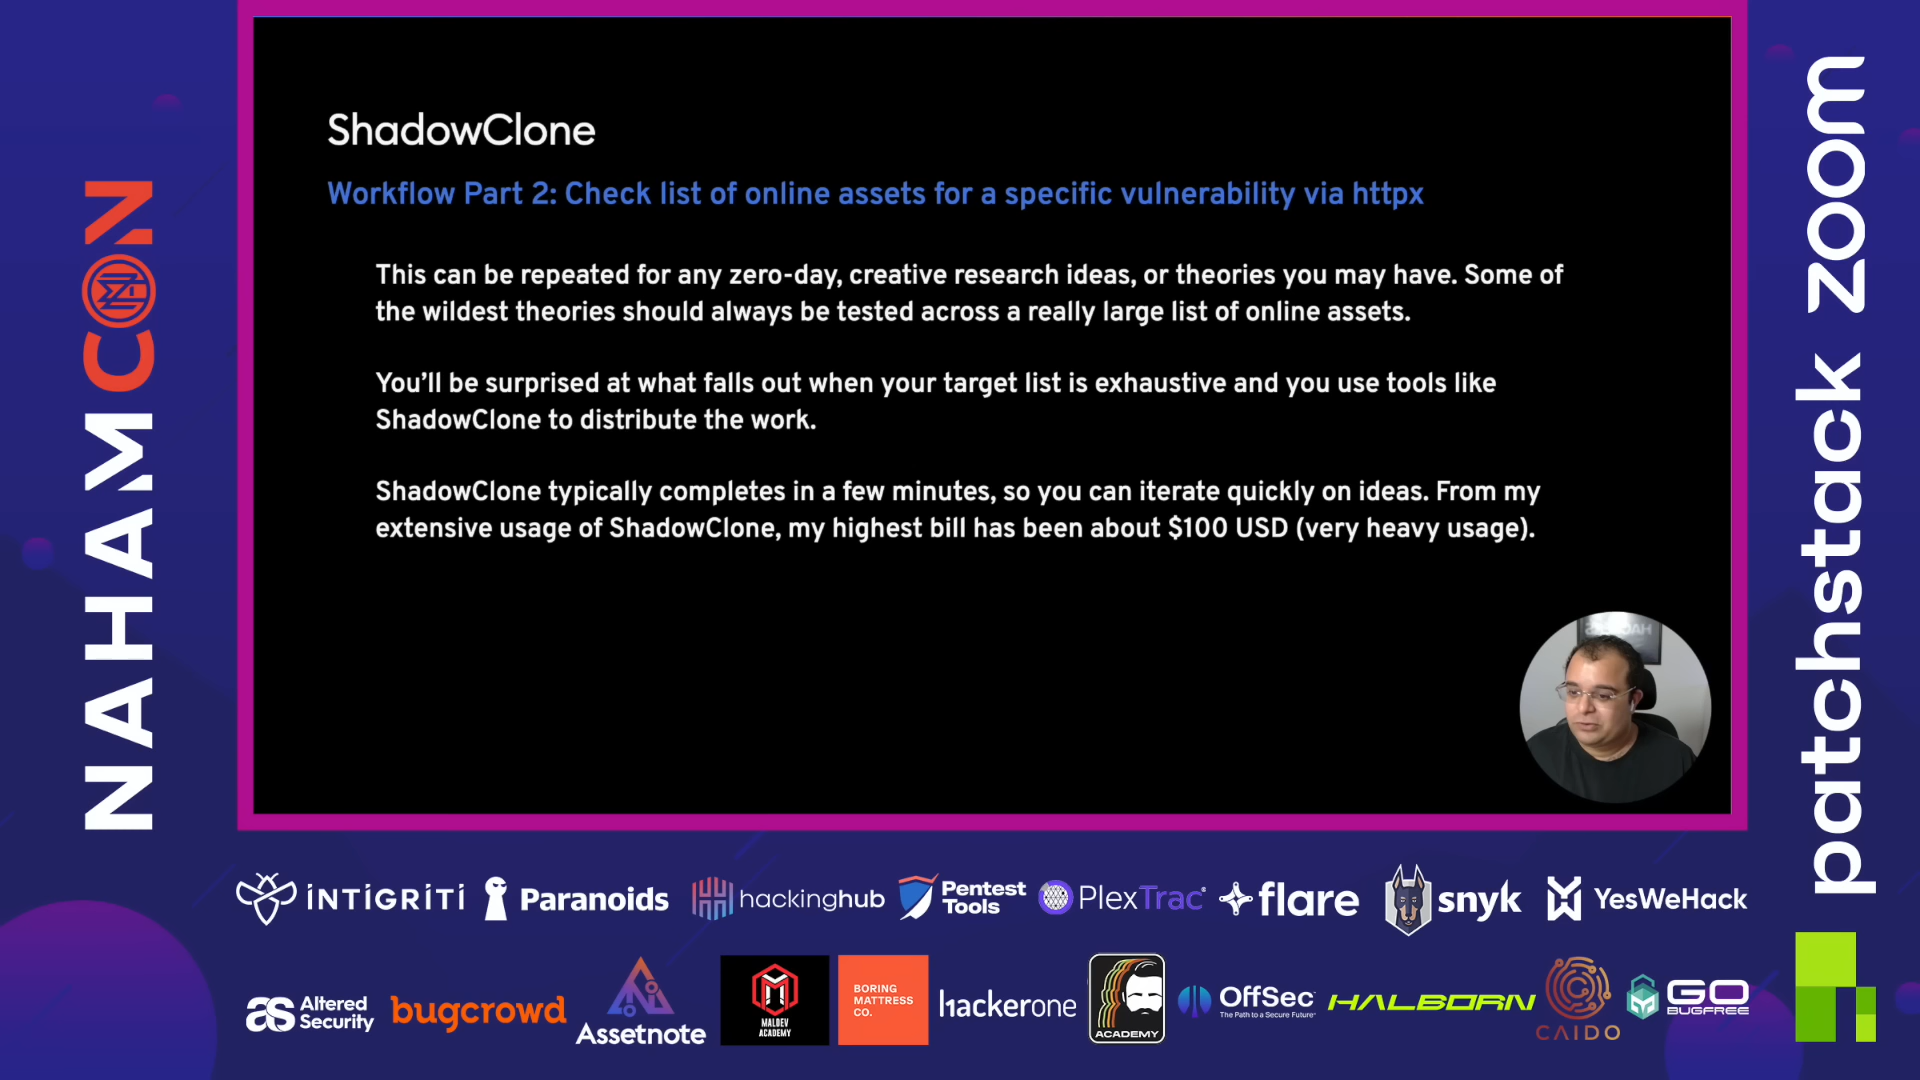 ShadowClone
Workflow Part 2: Check list of online assets for a specific vulnerability via httpx
This can be repeated for any zero-day, creative research ideas, or theories you may have. Some of
the wildest theories should always be tested across a really large list of online assets.
You’ll be surprised at what falls out when your target list is exhaustive and you use tools like
ShadowClone to distribute the work.
ShadowClone typically completes in a few minutes, so you can iterate quickly on ideas. From my
extensive usage of ShadowClone, my highest bill has been about $100 USD (very heavy usage).
NAHAMCON
patchstack zoom
INTIGRITI
Paranoids
hackinghub
Pentest
Tools
PlexTrac
flare
snyk
YesWeHack
Altered
Security
bugcrowd
Assetnote
MALDEV
ACADEMY
BORING
MATTRESS
CO.
hackerone
ACADEMY
OffSec
The Path to a Secure Future
HALBORN
CAIDO
GO
BUGFREE